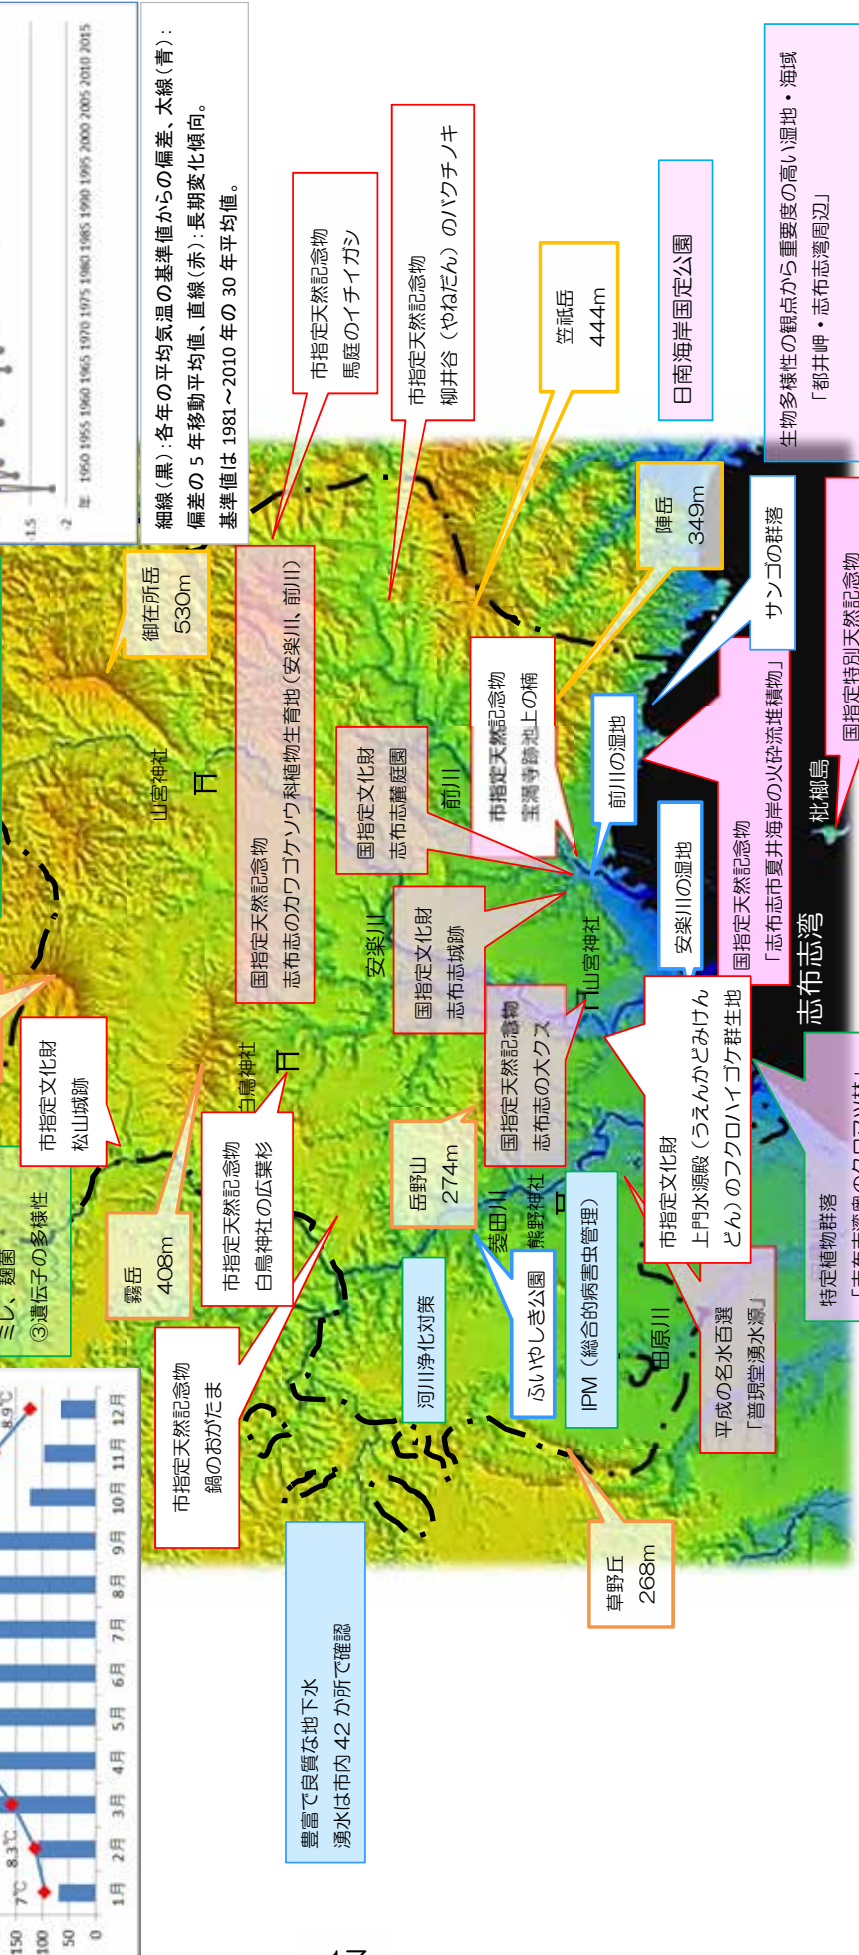 -1.5
-2
年 1950 1955 1960 1965 1970 1975 1980 1985 1990 1995 2000 2005 2010 2015
細線（黒）：各年の平均気温の基準値からの偏差、太線（青）：
偏差の 5 年移動平均値、直線（赤）：長期変化傾向。
基準値は 1981～2010 年の 30 年平均値。
③遺伝子の多様性
150
100
50
0
7℃
8.3℃
8.9℃
1月 2月 3月 4月 5月 6月 7月 8月 9月 10月 11月 12月
市指定文化財
松山城跡
御在所岳
530m
山宮神社
霧岳
408m
白鳥神社
市指定天然記念物
白鳥神社の広葉杉
市指定天然記念物
鍋のおがたま
国指定天然記念物
志布志のカワゴケソウ科植物生育地（安楽川、前川）
市指定天然記念物
馬庭のイチイガシ
市指定天然記念物
柳井谷（やねだん）のバクチノキ
豊富で良質な地下水
湧水は市内 42 か所で確認
国指定文化財
志布志麓庭園
前川
安楽川
国指定文化財
志布志城跡
岳野山
274m
河川浄化対策
市指定天然記念物
宝満寺跡池上の楠
笠祇岳
444m
国指定天然記念物
志布志の大クス
菱田川
熊野神社
ふいやしき公園
IPM（総合的病害虫管理）
山宮神社
前川の湿地
陣岳
349m
日南海岸国定公園
草野丘
268m
田原川
市指定文化財
上門水源殿（うえんかどみけん
どん）のフクロハイゴケ群生地
安楽川の湿地
平成の名水百選
「普現堂湧水源」
国指定天然記念物
「志布志市夏井海岸の火砕流堆積物」
サンゴの群落
生物多様性の観点から重要度の高い湿地・海域
「都井岬・志布志湾周辺」
志布志湾
枇榔島
国指定特別天然記念物
特定植物群落